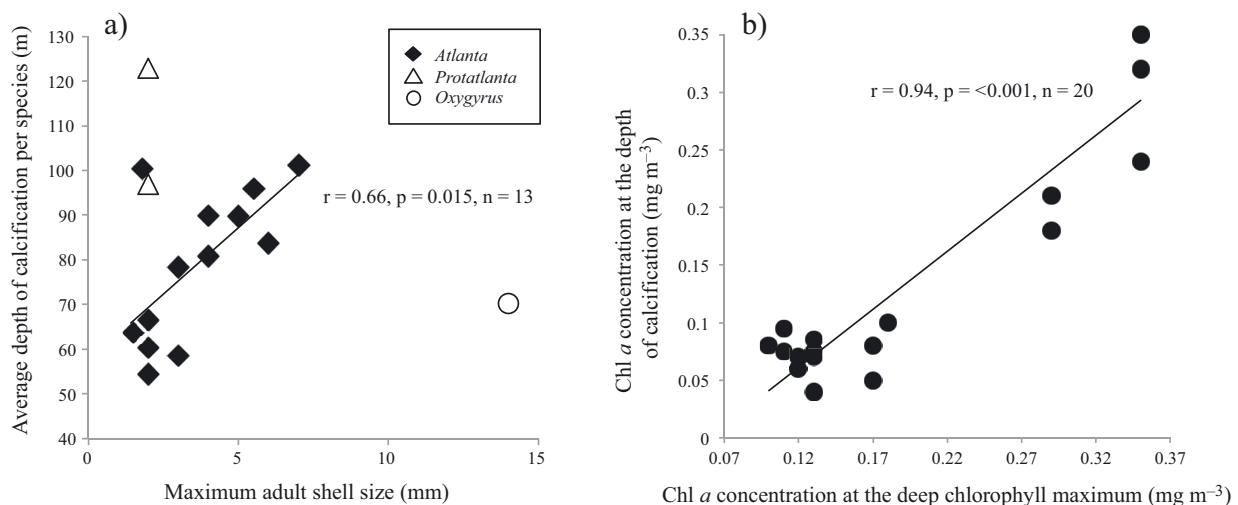 a)
Average depth of calcification per species (m)
130
120
110
100
90
80
70
60
50
40
0
5
10
15
Maximum adult shell size (mm)
Atlanta
Protatlanta
Oxygyrus
r = 0.66, p = 0.015, n = 13
b)
Chl a concentration at the depth
of calcification (mg m⁻³)
0.35
0.3
0.25
0.2
0.15
0.1
0.05
0
0.07
0.12
0.17
0.22
0.27
0.32
0.37
Chl a concentration at the deep chlorophyll maximum (mg m⁻³)
r = 0.94, p = <0.001, n = 20